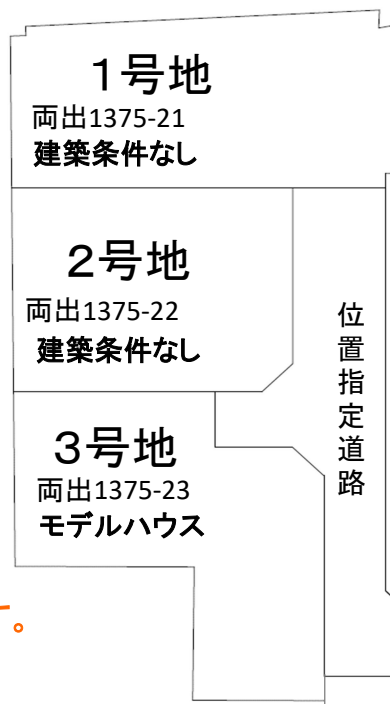 1号地
両出1375-21
建築条件なし
2号地
両出1375-22
建築条件なし
位置指定道路
3号地
両出1375-23
モデルハウス
。